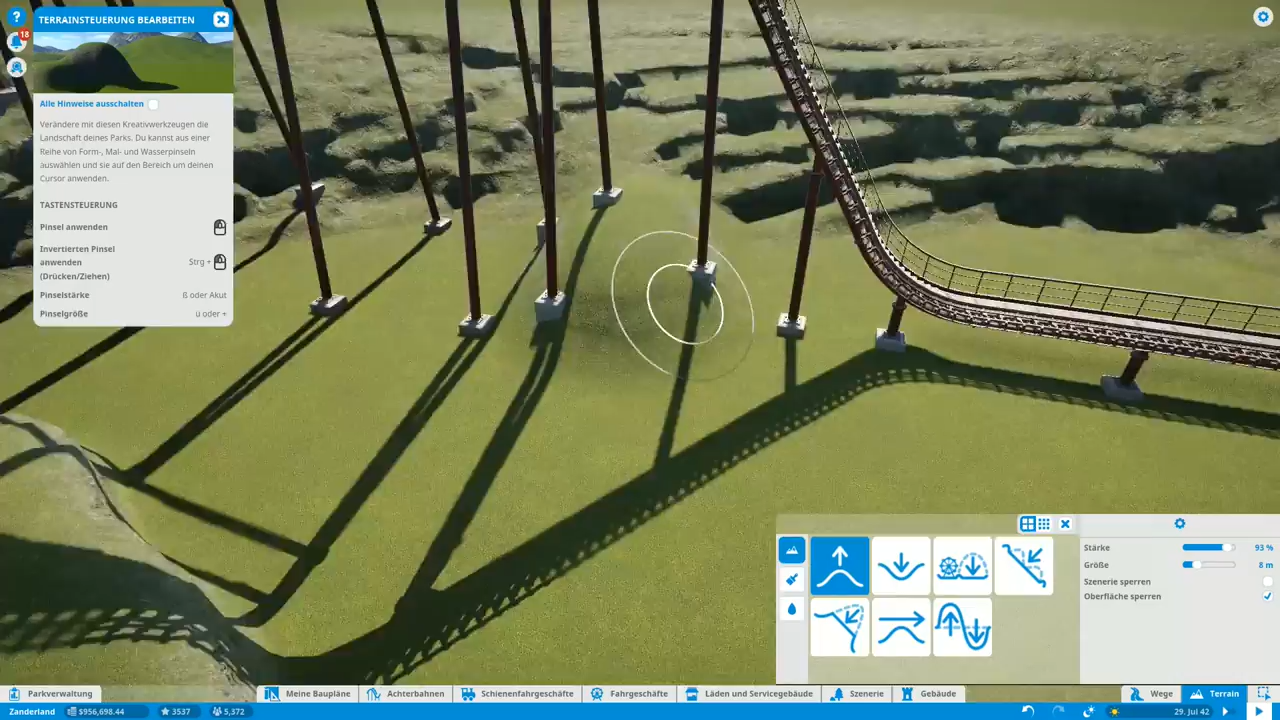 ?
TERRAINSTEUERUNG BEARBEITEN
18
Alle Hinweise ausschalten
Verändere mit diesen Kreativwerkzeugen die
Landschaft deines Parks. Du kannst aus einer
Reihe von Form-, Mal- und Wasserpinseln
auswählen und sie auf den Bereich um deinen
Cursor anwenden.
TASTENSTEUERUNG
Pinsel anwenden
Invertierten Pinsel
anwenden
(Drücken/Ziehen)
Strg +
Pinselstärke
ß oder Akut
Pinselgröße
ü oder +
Stärke
93 %
Größe
8 m
Szenerie sperren
Oberfläche sperren
Parkverwaltung
Meine Baupläne
Achterbahnen
Schienenfahrgeschäfte
Fahrgeschäfte
Läden und Servicegebäude
Szenerie
Gebäude
Wege
Terrain
Zanderland
$956,698.44
3537
5,372
29. Jul 42